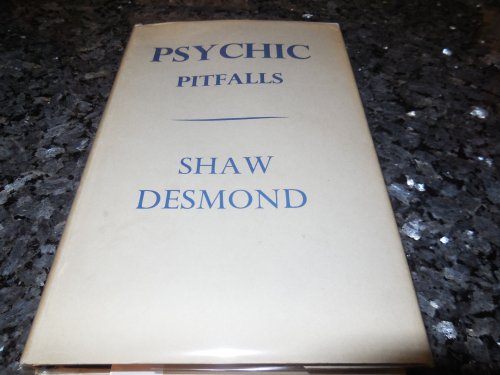 PSYCHIC
PITFALLS
SHAW
DESMOND